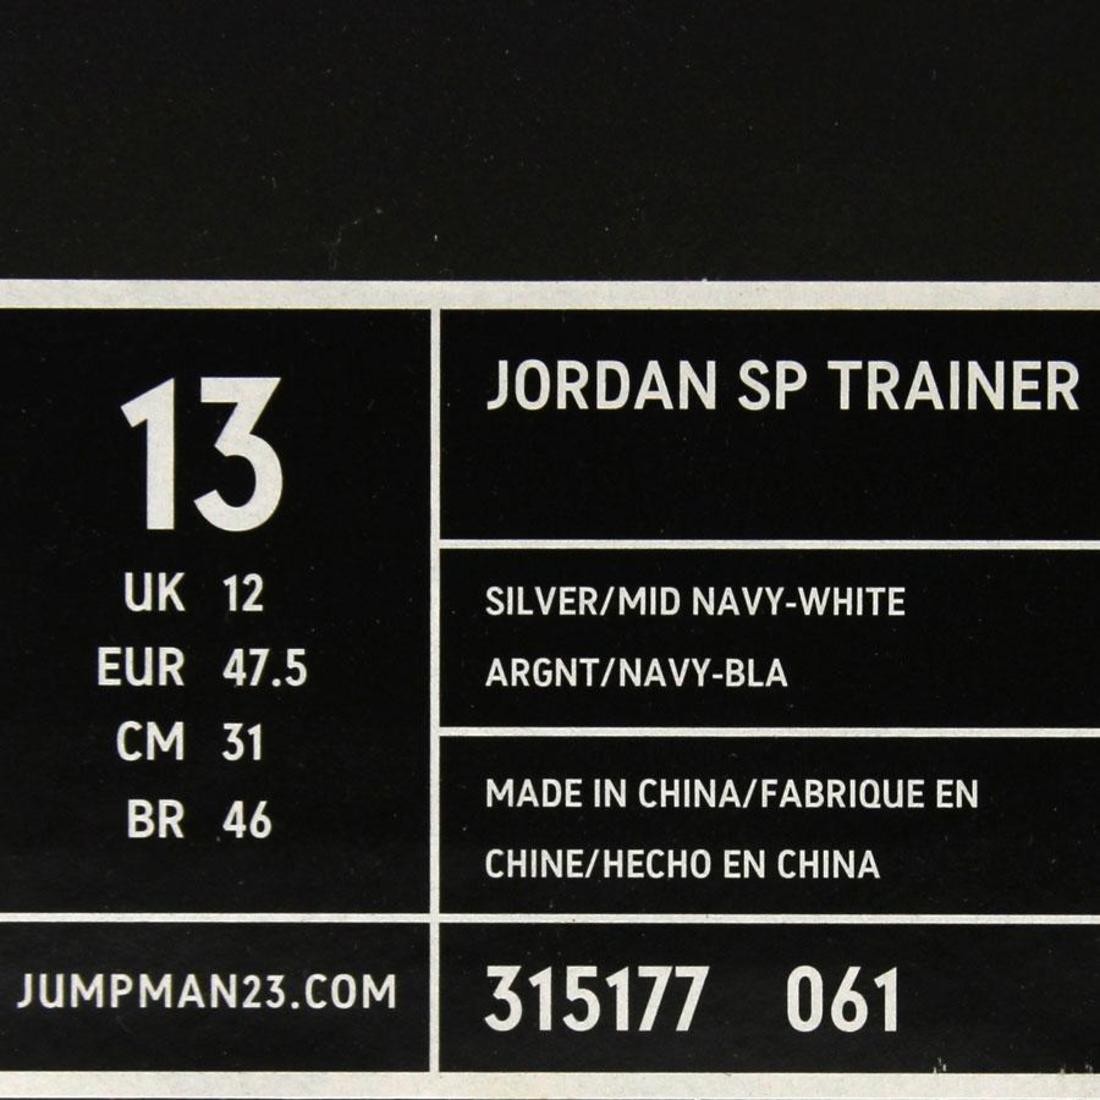 13
UK 12
EUR 47.5
CM 31
BR 46
JUMPMAN23.COM
JORDAN SP TRAINER
SILVER/MID NAVY-WHITE
ARGNT/NAVY-BLA
MADE IN CHINA/FABRIQUE EN
CHINE/HECHO EN CHINA
315177 061